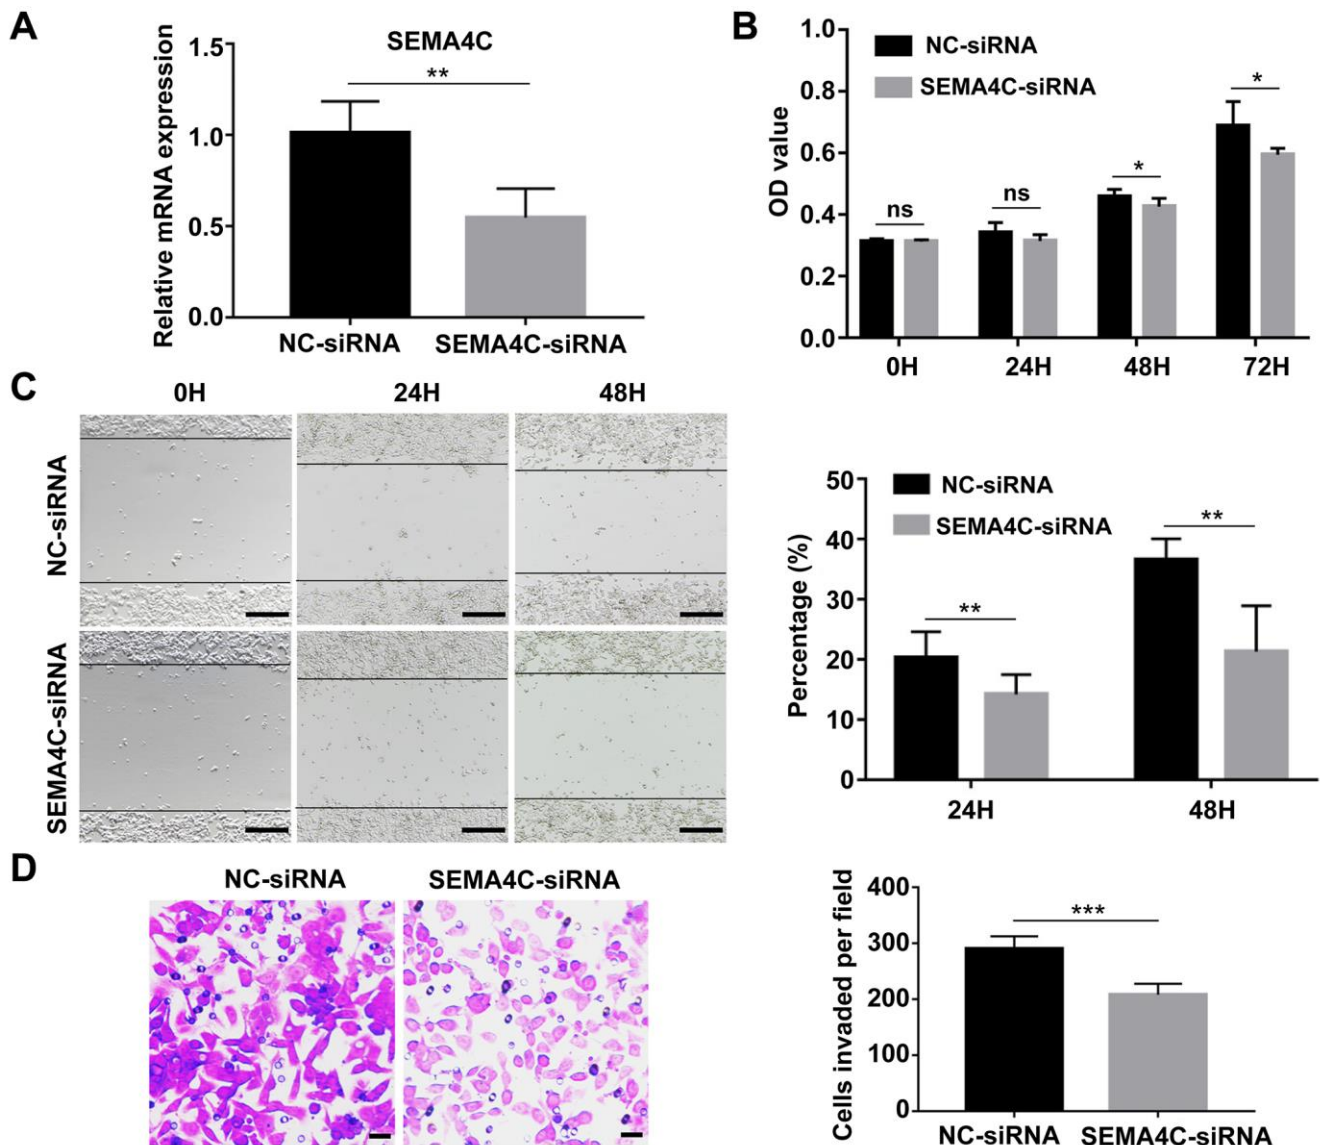 A
SEMA4C
**
Relative mRNA expression
1.5
1.0
0.5
0.0
NC-siRNA
SEMA4C-siRNA
B
NC-siRNA
SEMA4C-siRNA
OD value
1.0
0.8
0.6
0.4
0.2
0.0
ns
ns
*
*
0H
24H
48H
72H
C
0H
24H
48H
NC-siRNA
SEMA4C-siRNA
NC-siRNA
SEMA4C-siRNA
Percentage (%)
50
40
30
20
10
0
**
**
24H
48H
D
NC-siRNA
SEMA4C-siRNA
Cells invaded per field
400
300
200
100
0
***
NC-siRNA
SEMA4C-siRNA